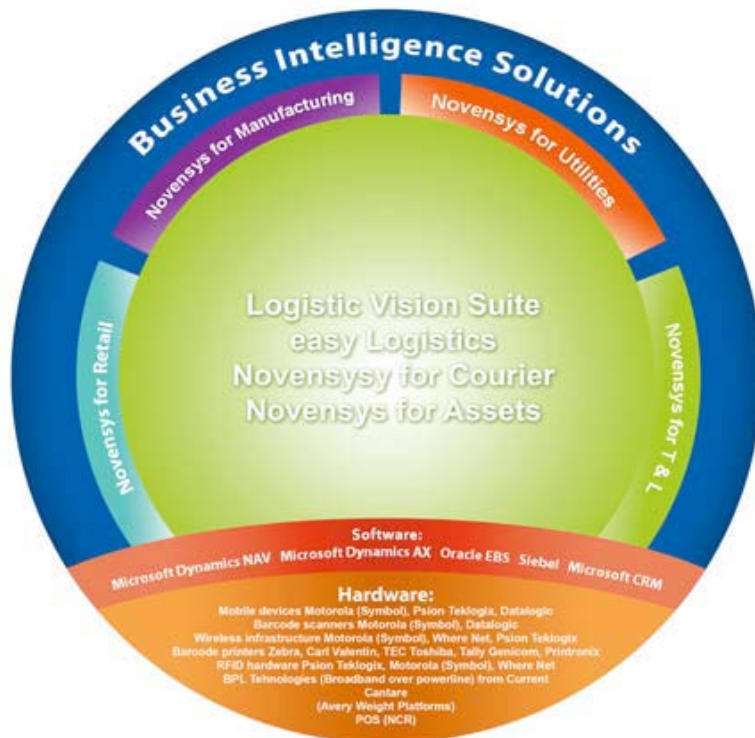 Business Intelligence Solutions
Novensys for Manufacturing
Novensys for Utilities
Novensys for Retail
Novensys for T & L
Logistic Vision Suite
easy Logistics
Novensysy for Courier
Novensys for Assets
Software:
Microsoft Dynamics NAV Microsoft Dynamics AX Oracle EBS Siebel Microsoft CRM
Hardware:
Mobile devices Motorola (Symbol), Psion Teklogix, Datalogic
Barcode scanners Motorola (Symbol), Datalogic
Wireless infrastructure Motorola (Symbol), Where Net, Psion Teklogix
Barcode printers Zebra, Carl Valentin, TEC Toshiba, Tally Genicom, Printronix
RFID hardware Psion Teklogix, Motorola (Symbol), Where Net
BPL Tehnologies (Broadband over powerline) from Current
Cantare
(Avery Weight Platforms)
POS (NCR)